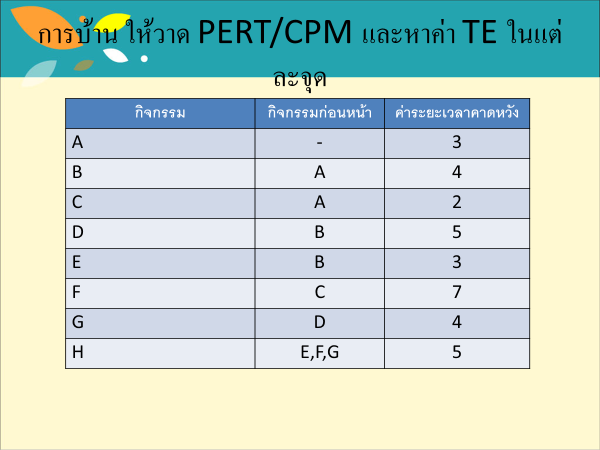 การบ้าน ให้วาด PERT/CPM และหาค่า TE ในแต่
ละจุด
กิจกรรม กิจกรรมก่อนหน้า ค่าระยะเวลาคาดหวัง
A - 3
B A 4
C A 2
D B 5
E B 3
F C 7
G D 4
H E,F,G 5